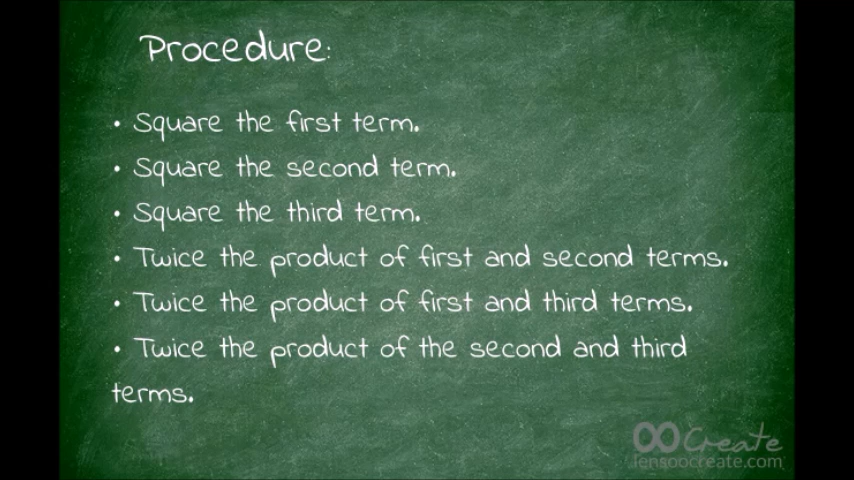 Procedure:
• Square the first term.
• Square the second term.
• Square the third term.
• Twice the product of first and second terms.
• Twice the product of first and third terms.
• Twice the product of the second and third
terms.
Create
lensoocreate.com